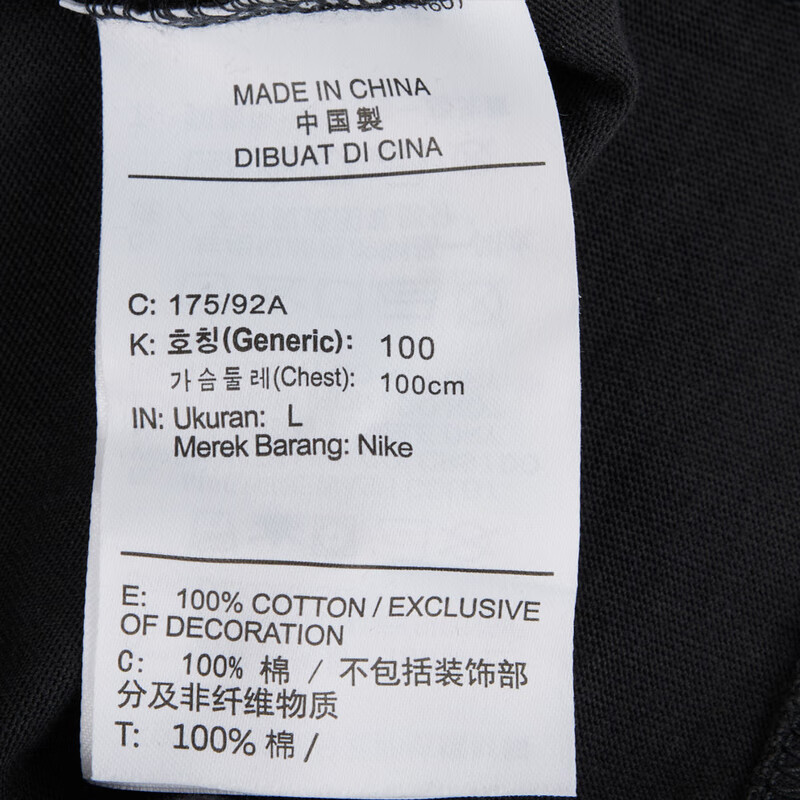 MADE IN CHINA
中国製
DIBUAT DI CINA
C: 175/92A
K: 호칭(Generic): 100
가슴둘레(Chest): 100cm
IN: Ukuran: L
Merek Barang: Nike
E: 100% COTTON / EXCLUSIVE
OF DECORATION
C: 100% 棉 / 不包括装饰部
分及非纤维物质
T: 100% 棉 /